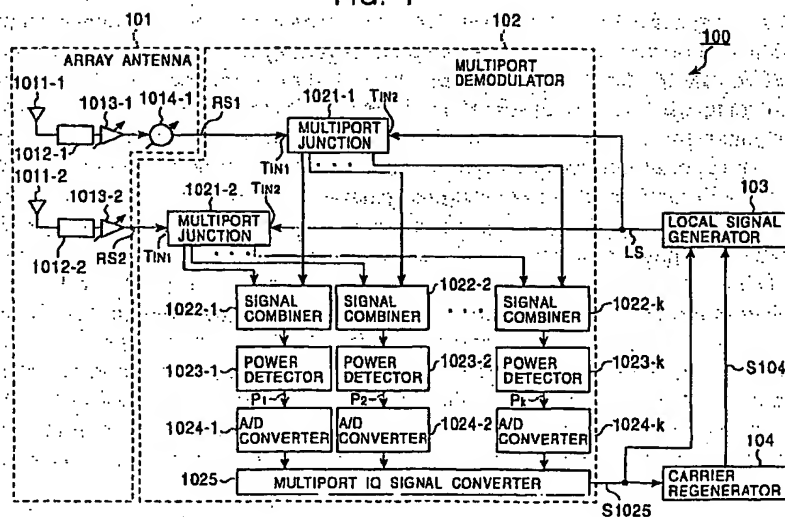 FIG. 1
101
102
100
ARRAY ANTENNA
MULTIPORT
DEMODULATOR
1011-1
1013-1
1014-1
RS1
1021-1
TIN2
1012-1
MULTIPORT
JUNCTION
TIN1
1011-2
1013-2
1021-2
TIN2
103
MULTIPORT
JUNCTION
LOCAL SIGNAL
GENERATOR
1012-2
RS2
TIN1
LS
1022-1
SIGNAL
COMBINER
SIGNAL
COMBINER
1022-2
SIGNAL
COMBINER
1022-k
1023-1
POWER
DETECTOR
POWER
DETECTOR
1023-2
POWER
DETECTOR
1023-k
S104
P1
P2
Pk
1024-1
A/D
CONVERTER
A/D
CONVERTER
1024-2
A/D
CONVERTER
1024-k
104
1025
MULTIPORT IQ SIGNAL CONVERTER
S1025
CARRIER
REGENERATOR